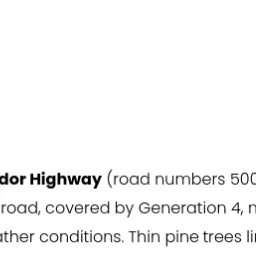 dor Highway (road numbers 500
road, covered by Generation 4, n
ather conditions. Thin pine trees li